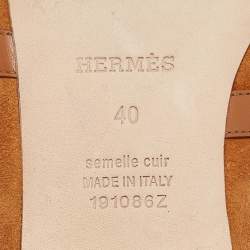 HERMÈS
40
semelle cuir
MADE IN ITALY
191086Z